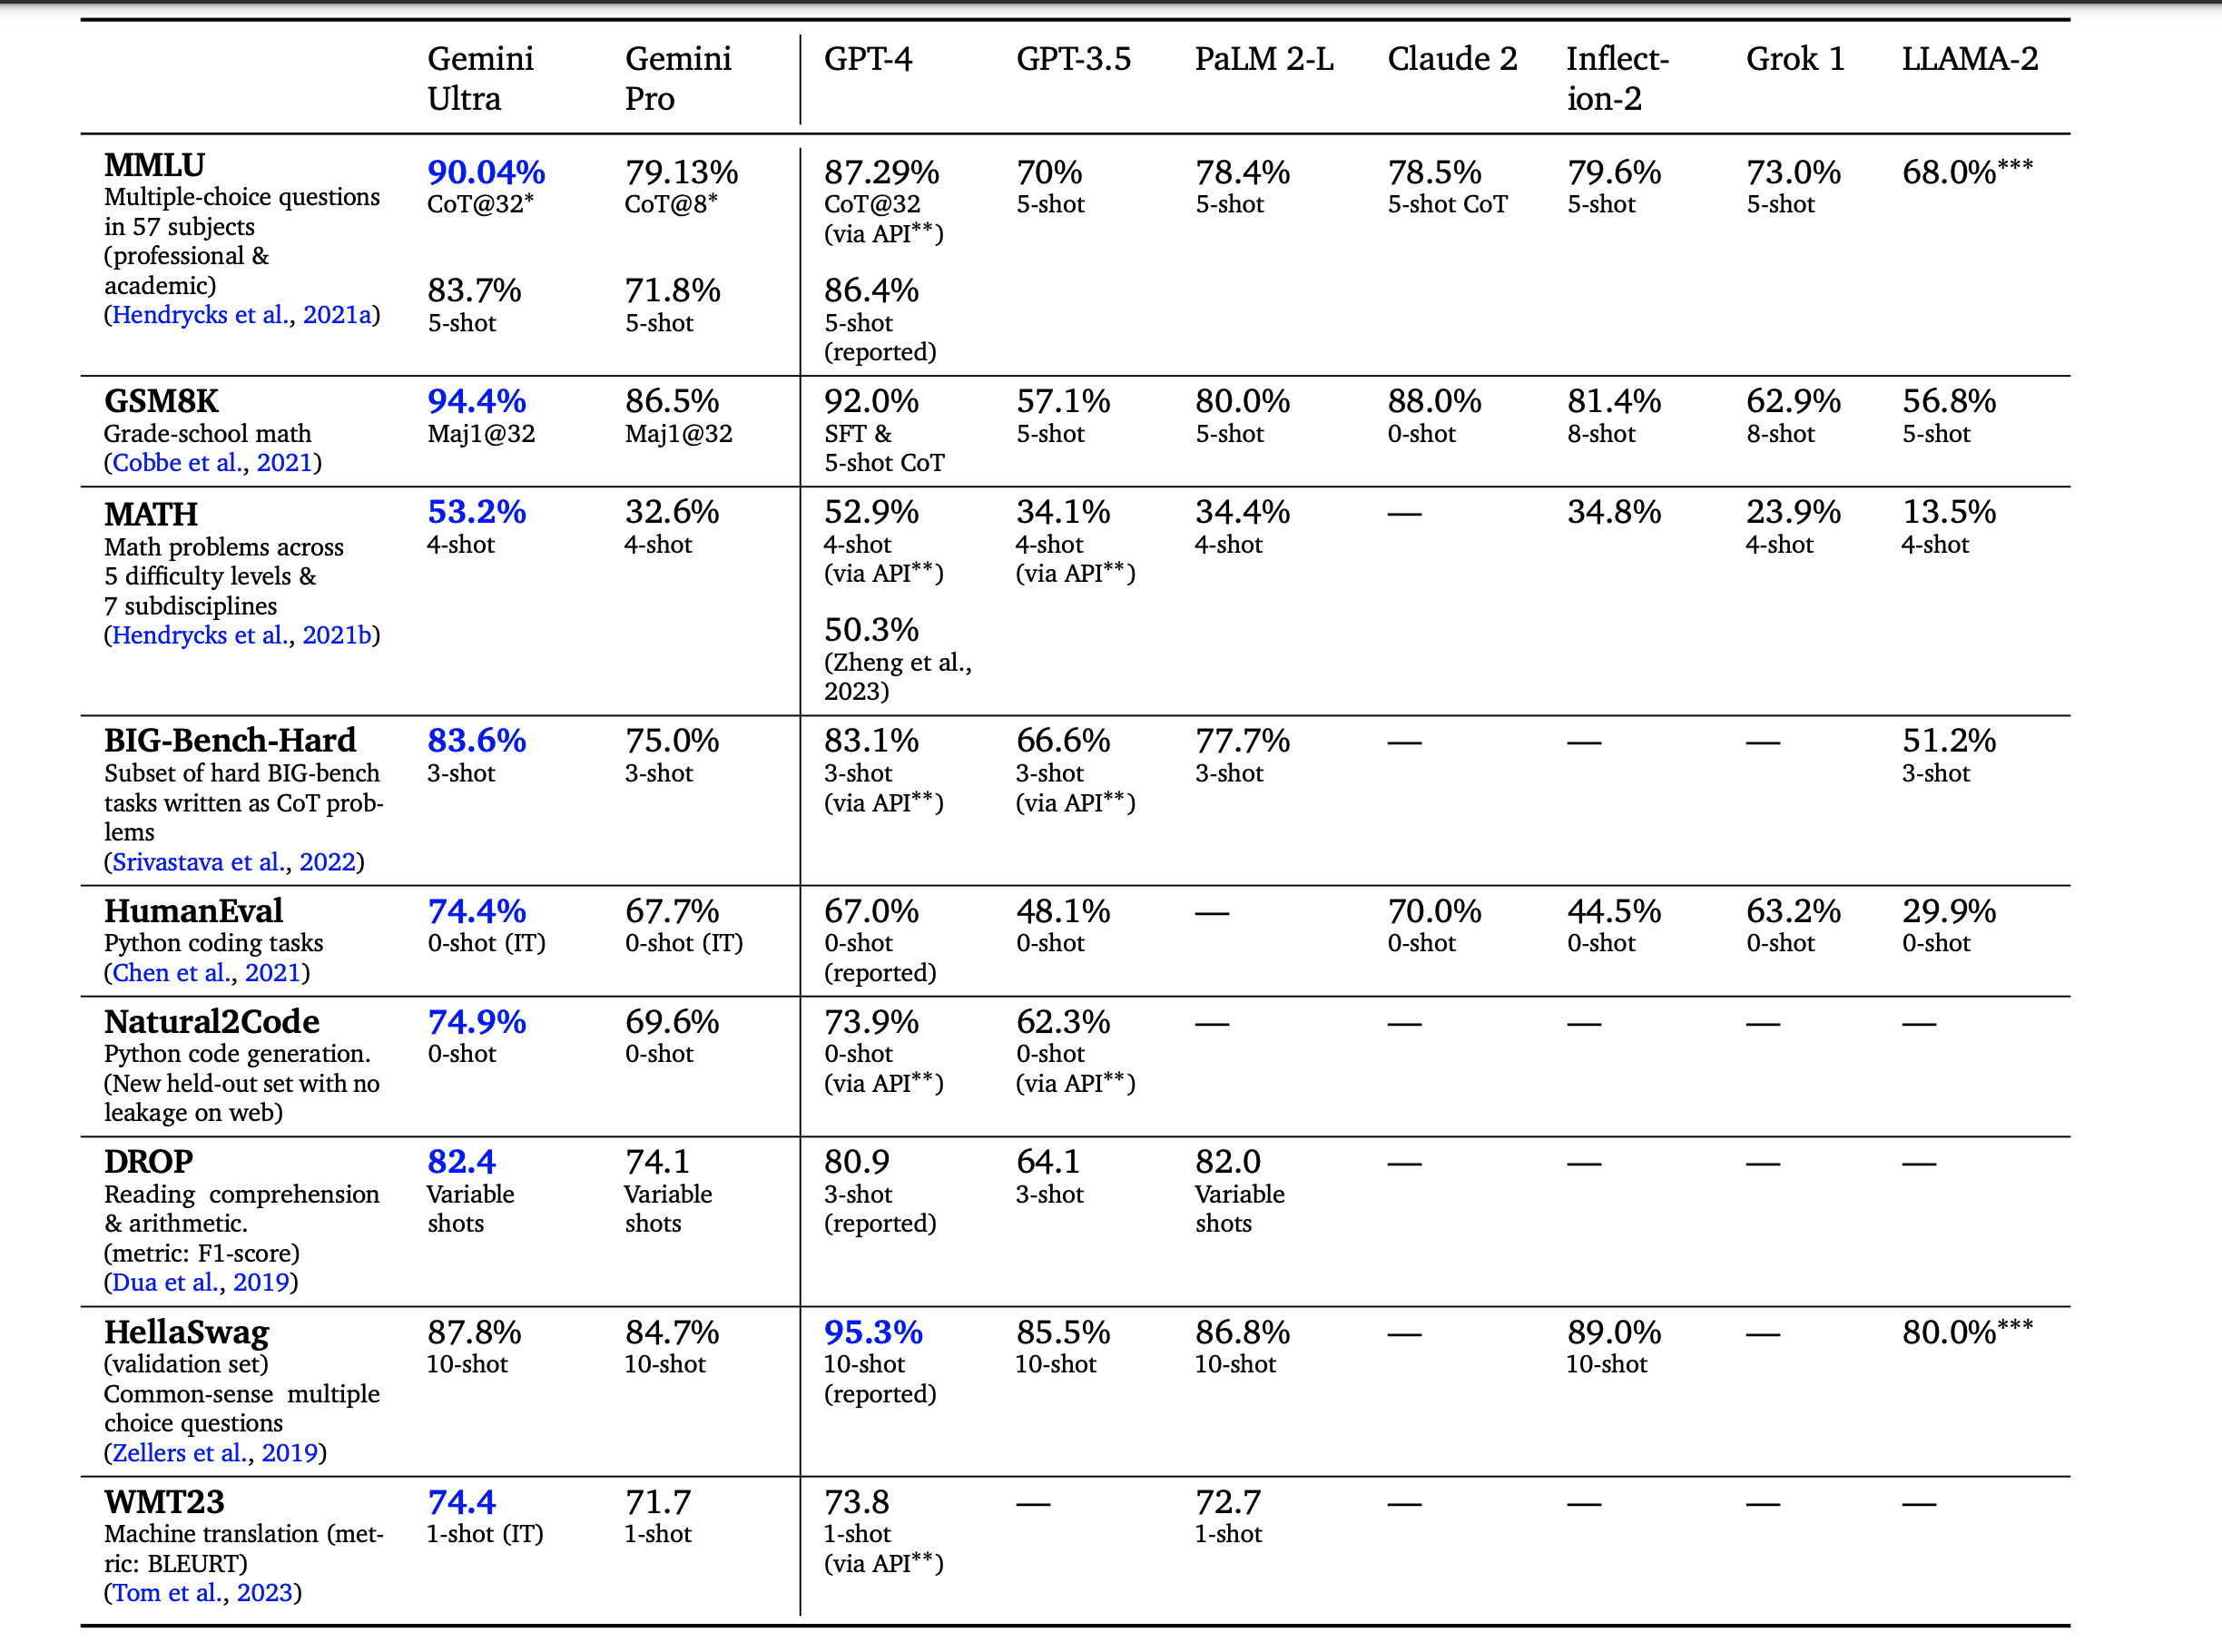 Gemini Ultra Gemini Pro GPT-4 GPT-3.5 PaLM 2-L Claude 2 Inflect-ion-2 Grok 1 LLAMA-2
MMLU
Multiple-choice questions
in 57 subjects
(professional &
academic)
(Hendrycks et al., 2021a)
90.04% 79.13% 87.29% 70% 78.4% 78.5% 79.6% 73.0% 68.0%***
CoT@32* CoT@8* CoT@32 5-shot 5-shot 5-shot CoT 5-shot 5-shot
(via API**)
83.7% 71.8% 86.4%
5-shot 5-shot 5-shot
(reported)
GSM8K
Grade-school math
(Cobbe et al., 2021)
94.4% 86.5% 92.0% 57.1% 80.0% 88.0% 81.4% 62.9% 56.8%
Maj1@32 Maj1@32 SFT & 5-shot 5-shot 0-shot 8-shot 8-shot 5-shot
5-shot CoT
MATH
Math problems across
5 difficulty levels &
7 subdisciplines
(Hendrycks et al., 2021b)
53.2% 32.6% 52.9% 34.1% 34.4% — 34.8% 23.9% 13.5%
4-shot 4-shot 4-shot 4-shot 4-shot 4-shot 4-shot
(via API**) (via API**)
50.3%
(Zheng et al.,
2023)
BIG-Bench-Hard
Subset of hard BIG-bench
tasks written as CoT prob-
lems
(Srivastava et al., 2022)
83.6% 75.0% 83.1% 66.6% 77.7% — — — 51.2%
3-shot 3-shot 3-shot 3-shot 3-shot 3-shot
(via API**) (via API**)
HumanEval
Python coding tasks
(Chen et al., 2021)
74.4% 67.7% 67.0% 48.1% — 70.0% 44.5% 63.2% 29.9%
0-shot (IT) 0-shot (IT) 0-shot 0-shot 0-shot 0-shot 0-shot 0-shot
(reported)
Natural2Code
Python code generation.
(New held-out set with no
leakage on web)
74.9% 69.6% 73.9% 62.3% — — — — —
0-shot 0-shot 0-shot 0-shot
(via API**) (via API**)
DROP
Reading comprehension
& arithmetic.
(metric: F1-score)
(Dua et al., 2019)
82.4 74.1 80.9 64.1 82.0 — — — —
Variable Variable 3-shot 3-shot Variable
shots shots (reported) shots
HellaSwag
(validation set)
Common-sense multiple
choice questions
(Zellers et al., 2019)
87.8% 84.7% 95.3% 85.5% 86.8% — 89.0% — 80.0%***
10-shot 10-shot 10-shot 10-shot 10-shot 10-shot
(reported)
WMT23
Machine translation (met-
ric: BLEURT)
(Tom et al., 2023)
74.4 71.7 73.8 — 72.7 — — — —
1-shot (IT) 1-shot 1-shot 1-shot
(via API**)